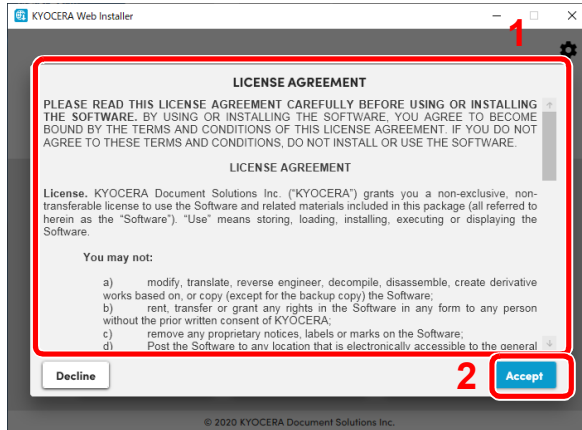 KYOCERA Web Installer
1
LICENSE AGREEMENT
PLEASE READ THIS LICENSE AGREEMENT CAREFULLY BEFORE USING OR INSTALLING
THE SOFTWARE. BY USING OR INSTALLING THE SOFTWARE, YOU AGREE TO BECOME
BOUND BY THE TERMS AND CONDITIONS OF THIS LICENSE AGREEMENT. IF YOU DO NOT
AGREE TO THESE TERMS AND CONDITIONS, DO NOT INSTALL OR USE THE SOFTWARE.
LICENSE AGREEMENT
License. KYOCERA Document Solutions Inc. ("KYOCERA") grants you a non-exclusive, non-
transferable license to use the Software and related materials included in this package (all referred to
herein as the "Software"). "Use" means storing, loading, installing, executing or displaying the
Software.
You may not:
a) modify, translate, reverse engineer, decompile, disassemble, create derivative
works based on, or copy (except for the backup copy) the Software;
b) rent, transfer or grant any rights in the Software in any form to any person
without the prior written consent of KYOCERA;
c) remove any proprietary notices, labels or marks on the Software;
d) Post the Software to any location that is electronically accessible to the general
Decline
2
Accept
© 2020 KYOCERA Document Solutions Inc.